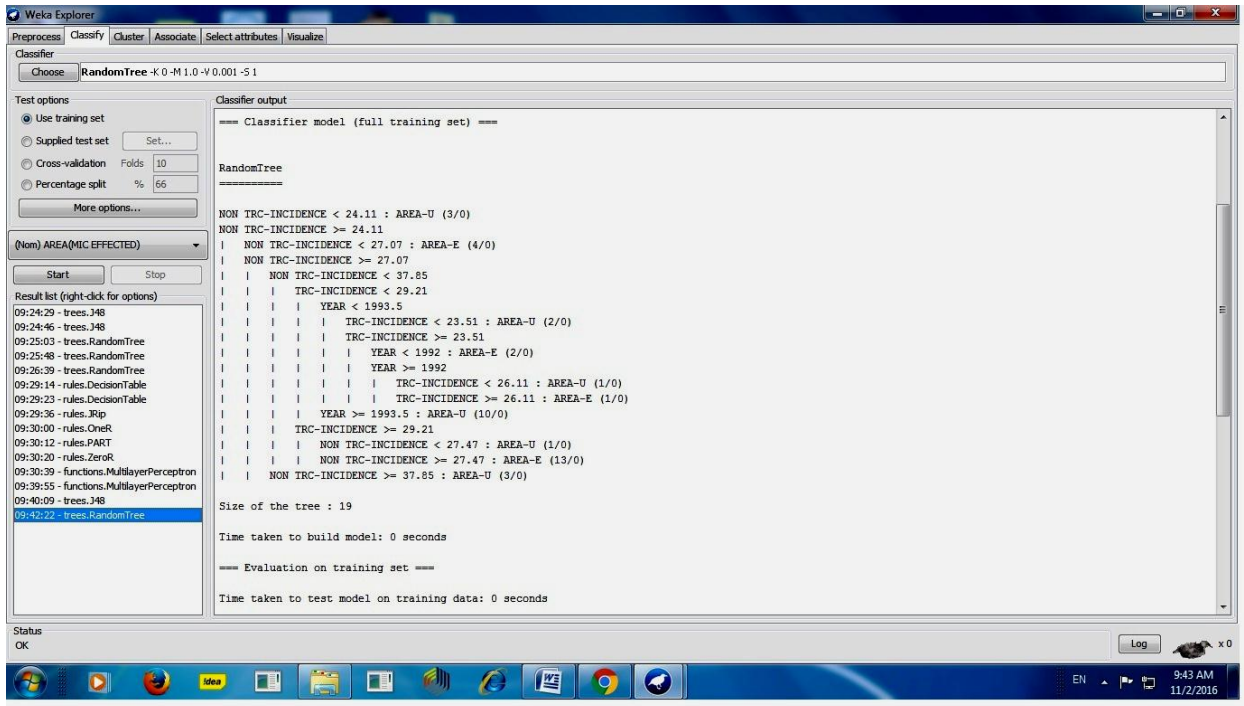 Weka Explorer
Preprocess Classify Cluster Associate Select attributes Visualize
Classifier
Choose RandomTree -K 0 -M 1.0 -V 0.001 -S 1
Test options
Use training set
Supplied test set Set...
Cross-validation Folds 10
Percentage split % 66
More options...
(Nom) AREA(MIC EFFECTED)
Start Stop
Result list (right-click for options)
09:24:29 - trees.J48
09:24:46 - trees.J48
09:25:03 - trees.RandomTree
09:25:48 - trees.RandomTree
09:26:39 - trees.RandomTree
09:29:14 - rules.DecisionTable
09:29:23 - rules.DecisionTable
09:29:36 - rules.JRip
09:30:00 - rules.OneR
09:30:12 - rules.PART
09:30:20 - rules.ZeroR
09:30:39 - functions.MultilayerPerceptron
09:39:55 - functions.MultilayerPerceptron
09:40:09 - trees.J48
09:42:22 - trees.RandomTree
Classifier output
=== Classifier model (full training set) ===
RandomTree
==========
NON TRC-INCIDENCE < 24.11 : AREA-U (3/0)
NON TRC-INCIDENCE >= 24.11
| NON TRC-INCIDENCE < 27.07 : AREA-E (4/0)
| NON TRC-INCIDENCE >= 27.07
| | NON TRC-INCIDENCE < 37.85
| | | TRC-INCIDENCE < 29.21
| | | | YEAR < 1993.5
| | | | | TRC-INCIDENCE < 23.51 : AREA-U (2/0)
| | | | | TRC-INCIDENCE >= 23.51
| | | | | | YEAR < 1992 : AREA-E (2/0)
| | | | | | YEAR >= 1992
| | | | | | | TRC-INCIDENCE < 26.11 : AREA-U (1/0)
| | | | | | | TRC-INCIDENCE >= 26.11 : AREA-E (1/0)
| | | | YEAR >= 1993.5 : AREA-U (10/0)
| | | TRC-INCIDENCE >= 29.21
| | | | NON TRC-INCIDENCE < 27.47 : AREA-U (1/0)
| | | | NON TRC-INCIDENCE >= 27.47 : AREA-E (13/0)
| | NON TRC-INCIDENCE >= 37.85 : AREA-U (3/0)
Size of the tree : 19
Time taken to build model: 0 seconds
=== Evaluation on training set ===
Time taken to test model on training data: 0 seconds
Status
OK
Log x 0
!dea
EN
9:43 AM
11/2/2016